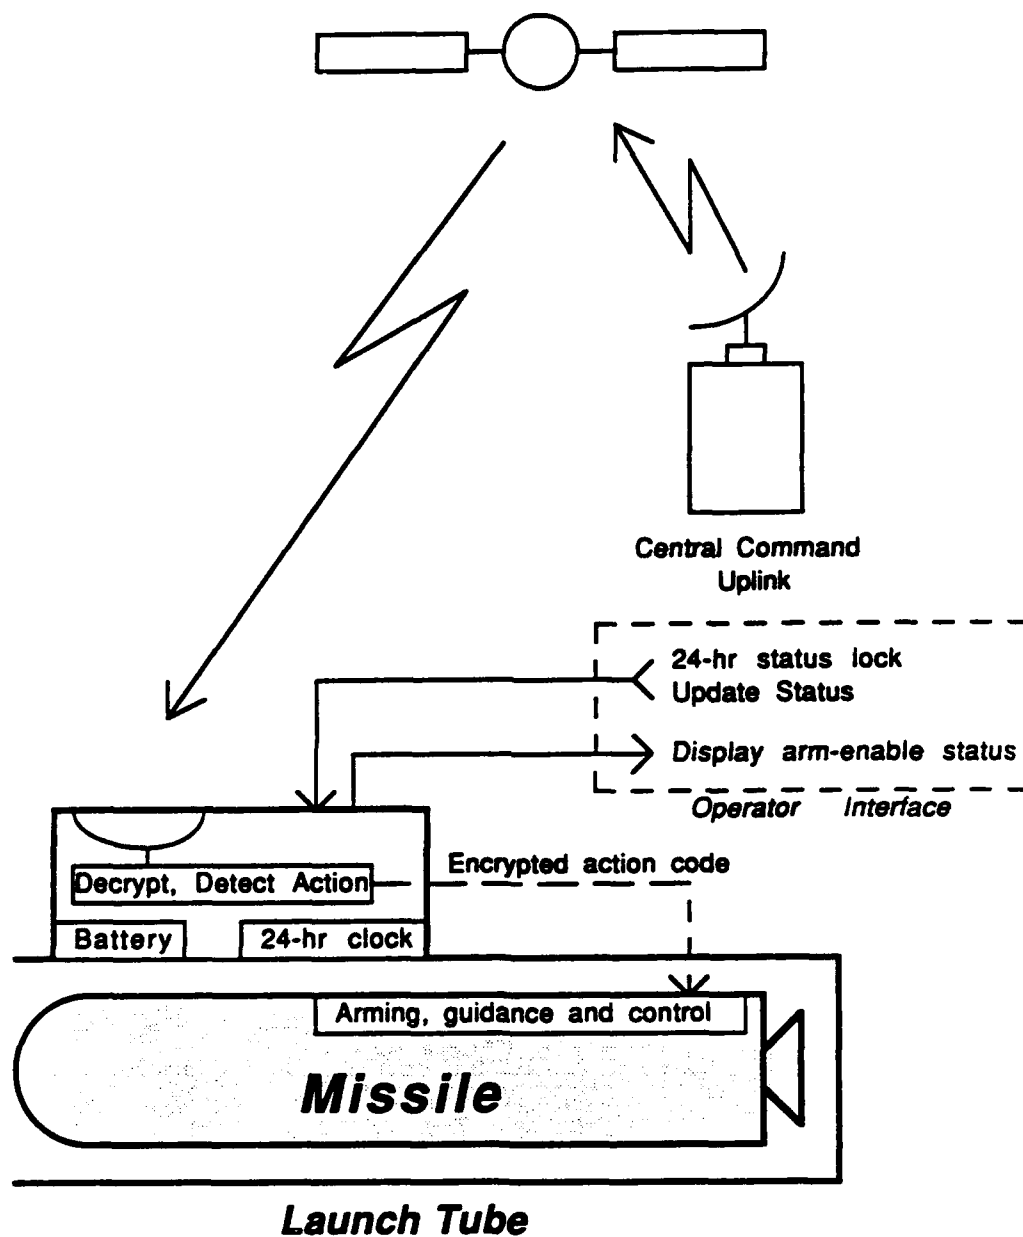 Central Command
Uplink
24-hr status lock
Update Status
Display arm-enable status
Operator Interface
Encrypted action code
Decrypt, Detect Action
Battery
24-hr clock
Arming, guidance and control
Missile
Launch Tube